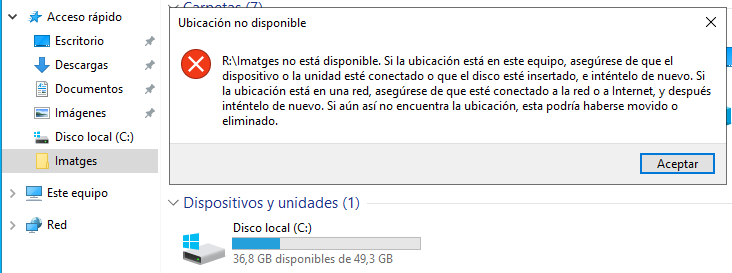 Acceso rápido
Escritorio
Descargas
Documentos
Imágenes
Disco local (C:)
Imatges
Este equipo
Red
Carpetas (7)
Ubicación no disponible
R:\Imatges no está disponible. Si la ubicación está en este equipo, asegúrese de que el
dispositivo o la unidad esté conectado o que el disco esté insertado, e inténtelo de nuevo. Si
la ubicación está en una red, asegúrese de que esté conectado a la red o a Internet, y después
inténtelo de nuevo. Si aún así no encuentra la ubicación, esta podría haberse movido o
eliminado.
Aceptar
Dispositivos y unidades (1)
Disco local (C:)
36,8 GB disponibles de 49,3 GB